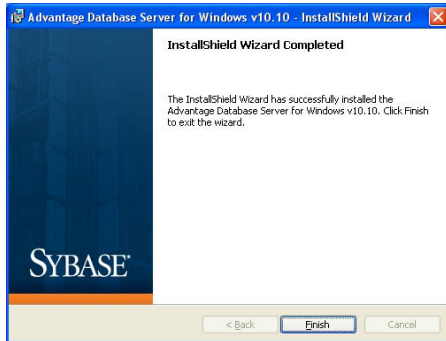 Advantage Database Server for Windows v10.10 - InstallShield Wizard
InstallShield Wizard Completed
The InstallShield Wizard has successfully installed the
Advantage Database Server for Windows v10.10. Click Finish
to exit the wizard.
SYBASE
< Back
Finish
Cancel